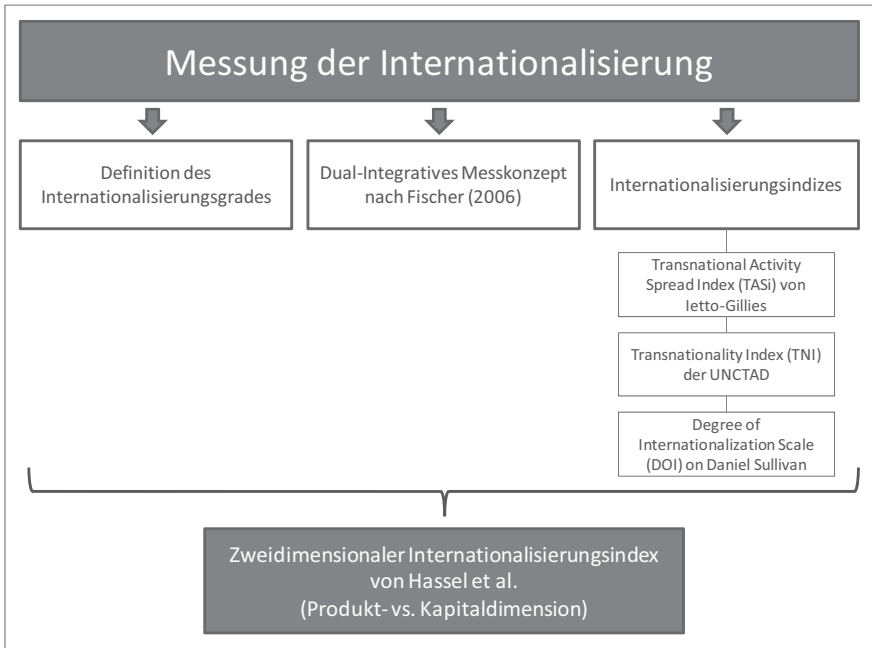 Messung der Internationalisierung
Definition des
Internationalisierungsgrades
Dual-Integratives Messkonzept
nach Fischer (2006)
Internationalisierungsindizes
Transnational Activity
Spread Index (TASi) von
Ietto-Gillies
Transnationality Index (TNI)
der UNCTAD
Degree of
Internationalization Scale
(DOI) on Daniel Sullivan
Zweidimensionaler Internationalisierungsindex
von Hassel et al.
(Produkt- vs. Kapitaldimension)